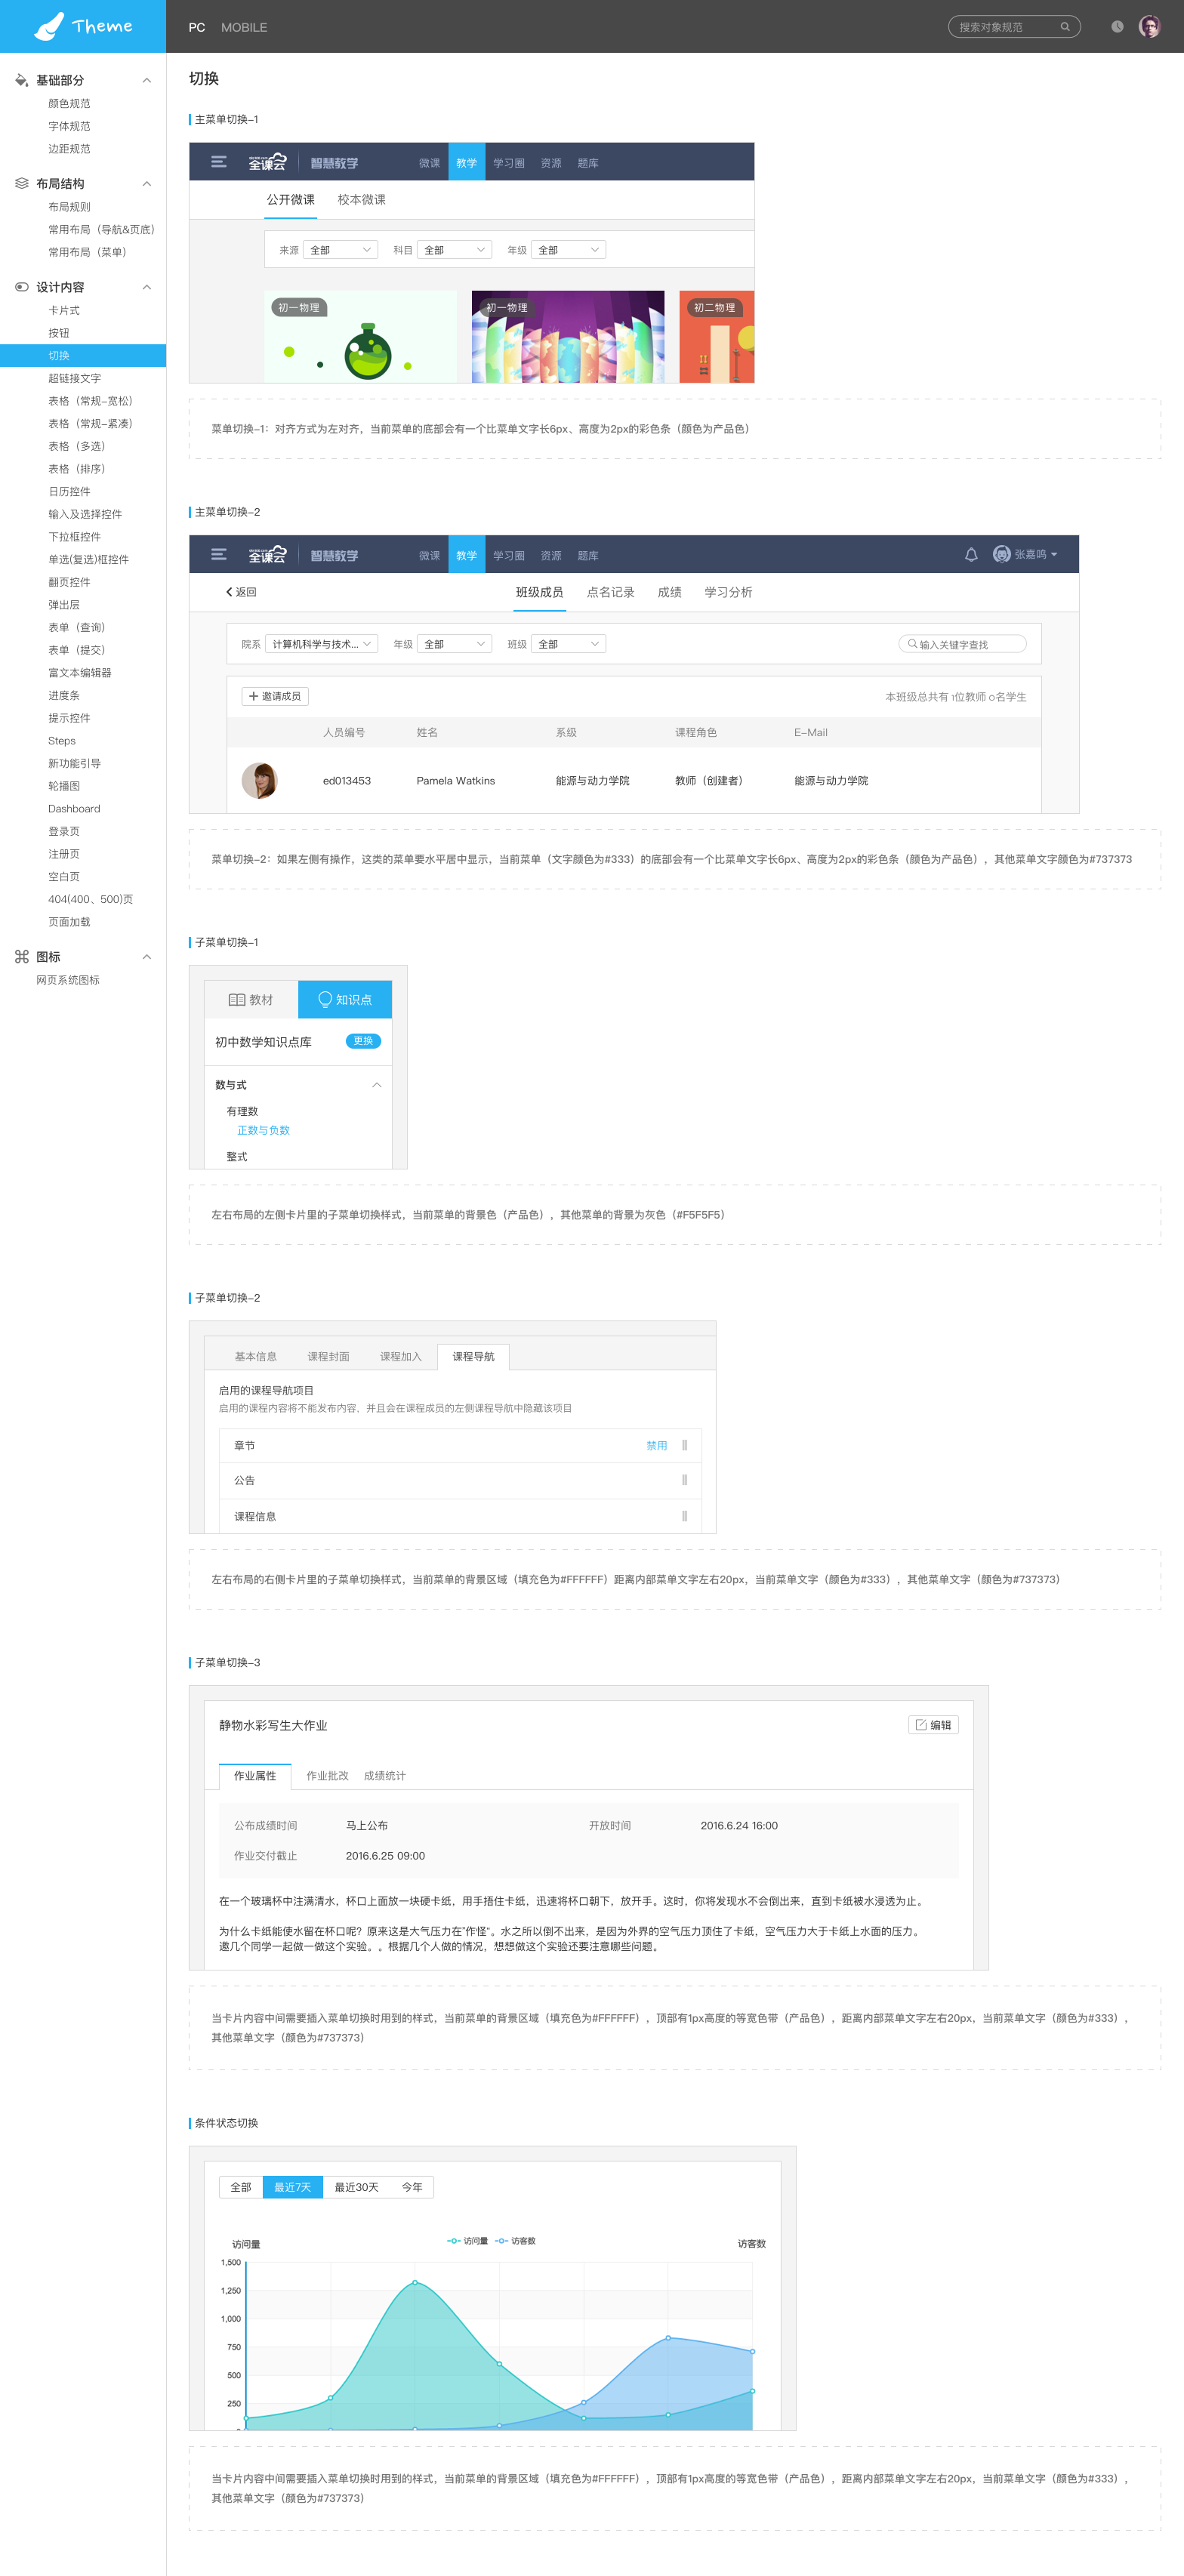 Theme
PC
MOBILE
搜索对象规范
基础部分
颜色规范
字体规范
边距规范
布局结构
布局规则
常用布局（导航&页底）
常用布局（菜单）
设计内容
卡片式
按钮
切换
超链接文字
表格（常规-宽松）
表格（常规-紧凑）
表格（多选）
表格（排序）
日历控件
输入及选择控件
下拉框控件
单选(复选)框控件
翻页控件
弹出层
表单（查询）
表单（提交）
富文本编辑器
进度条
提示控件
Steps
新功能引导
轮播图
Dashboard
登录页
注册页
空白页
404(400、500)页
页面加载
图标
网页系统图标
切换
主菜单切换-1
全课云 智慧教学 微课 教学 学习圈 资源 题库
公开微课 校本微课
来源 全部 科目 全部 年级 全部
初一物理 初一物理 初二物理
菜单切换-1：对齐方式为左对齐，当前菜单的底部会有一个比菜单文字长6px、高度为2px的彩色条（颜色为产品色）
主菜单切换-2
全课云 智慧教学 微课 教学 学习圈 资源 题库 张嘉鸣
返回 班级成员 点名记录 成绩 学习分析
院系 计算机科学与技术... 年级 全部 班级 全部 输入关键字查找
邀请成员 本班级总共有 1位教师 0名学生
人员编号 姓名 系级 课程角色 E-Mail
ed013453 Pamela Watkins 能源与动力学院 教师（创建者） 能源与动力学院
菜单切换-2：如果左侧有操作，这类的菜单要水平居中显示，当前菜单（文字颜色为#333）的底部会有一个比菜单文字长6px、高度为2px的彩色条（颜色为产品色），其他菜单文字颜色为#737373
子菜单切换-1
教材 知识点
初中数学知识点库 更换
数与式
有理数
正数与负数
整式
左右布局的左侧卡片里的子菜单切换样式，当前菜单的背景色（产品色），其他菜单的背景为灰色（#F5F5F5）
子菜单切换-2
基本信息 课程封面 课程加入 课程导航
启用的课程导航项目
启用的课程内容将不能发布内容，并且会在课程成员的左侧课程导航中隐藏该项目
章节 禁用
公告
课程信息
左右布局的右侧卡片里的子菜单切换样式，当前菜单的背景区域（填充色为#FFFFFF）距离内部菜单文字左右20px，当前菜单文字（颜色为#333），其他菜单文字（颜色为#737373）
子菜单切换-3
静物水彩写生大作业 编辑
作业属性 作业批改 成绩统计
公布成绩时间 马上公布 开放时间 2016.6.24 16:00
作业交付截止 2016.6.25 09:00
在一个玻璃杯中注满清水，杯口上面放一块硬卡纸，用手捂住卡纸，迅速将杯口朝下，放开手。这时，你将发现水不会倒出来，直到卡纸被水浸透为止。
为什么卡纸能使水留在杯口呢？原来这是大气压力在"作怪"。水之所以倒不出来，是因为外界的空气压力顶住了卡纸，空气压力大于卡纸上水面的压力。
邀几个同学一起做一做这个实验。。根据几个人做的情况，想想做这个实验还要注意哪些问题。
当卡片内容中间需要插入菜单切换时用到的样式，当前菜单的背景区域（填充色为#FFFFFF），顶部有1px高度的等宽色带（产品色），距离内部菜单文字左右20px，当前菜单文字（颜色为#333），
其他菜单文字（颜色为#737373）
条件状态切换
全部 最近7天 最近30天 今年
访问量 访问量 访客数 访客数
1,500
1,250
1,000
750
500
250
当卡片内容中间需要插入菜单切换时用到的样式，当前菜单的背景区域（填充色为#FFFFFF），顶部有1px高度的等宽色带（产品色），距离内部菜单文字左右20px，当前菜单文字（颜色为#333），
其他菜单文字（颜色为#737373）